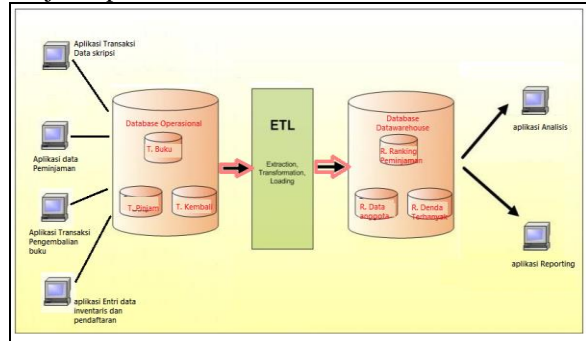 Aplikasi Transaksi
Data skripsi
Aplikasi data
Peminjaman
Aplikasi Transaksi
Pengembalian
buku
aplikasi Entri data
inventaris dan
pendaftaran
Database Operasional
T. Buku
T. Pinjam
T. Kembali
ETL
Extraction,
Transformation,
Loading
Database
Datawarehouse
R. Ranking
Peminjaman
R. Data
anggota
R. Denda
Terbanyak
aplikasi Analisis
aplikasi Reporting